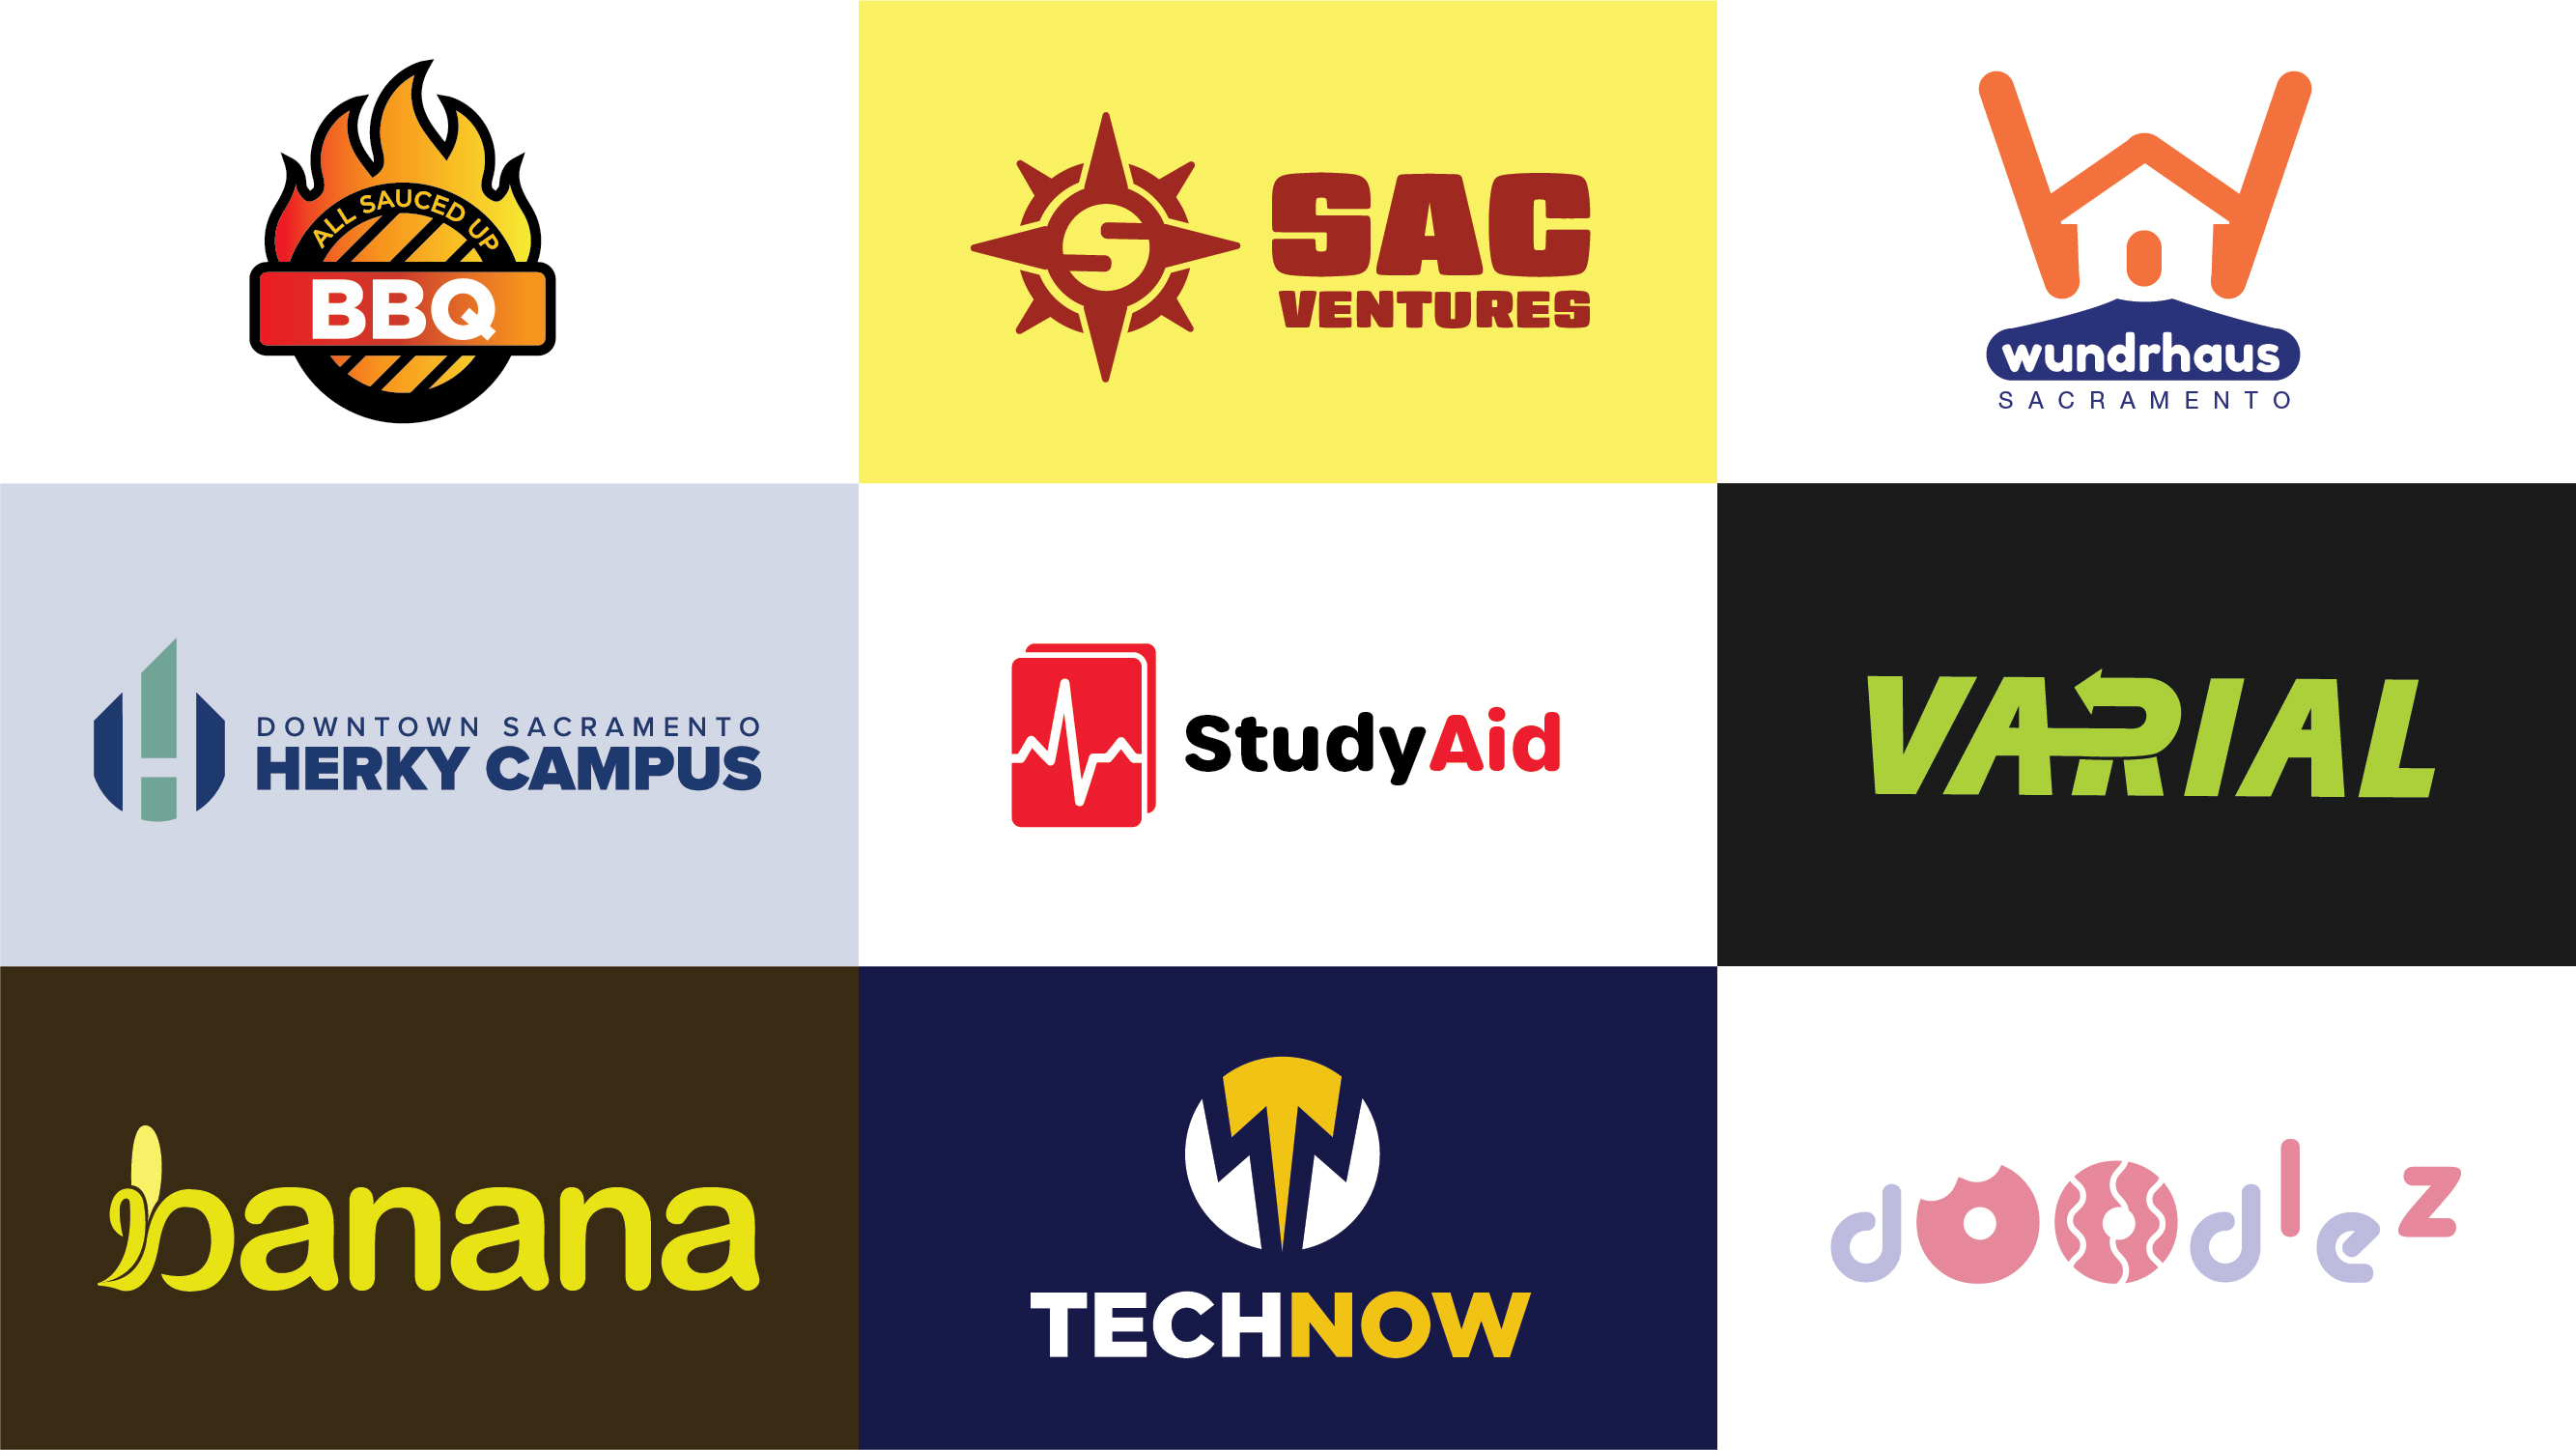 ALL SAUCED UP
BBQ
S
SAC
VENTURES
wundrhaus
SACRAMENTO
DOWNTOWN SACRAMENTO
HERKY CAMPUS
StudyAid
VARIAL
banana
TECHNOW
doodlez